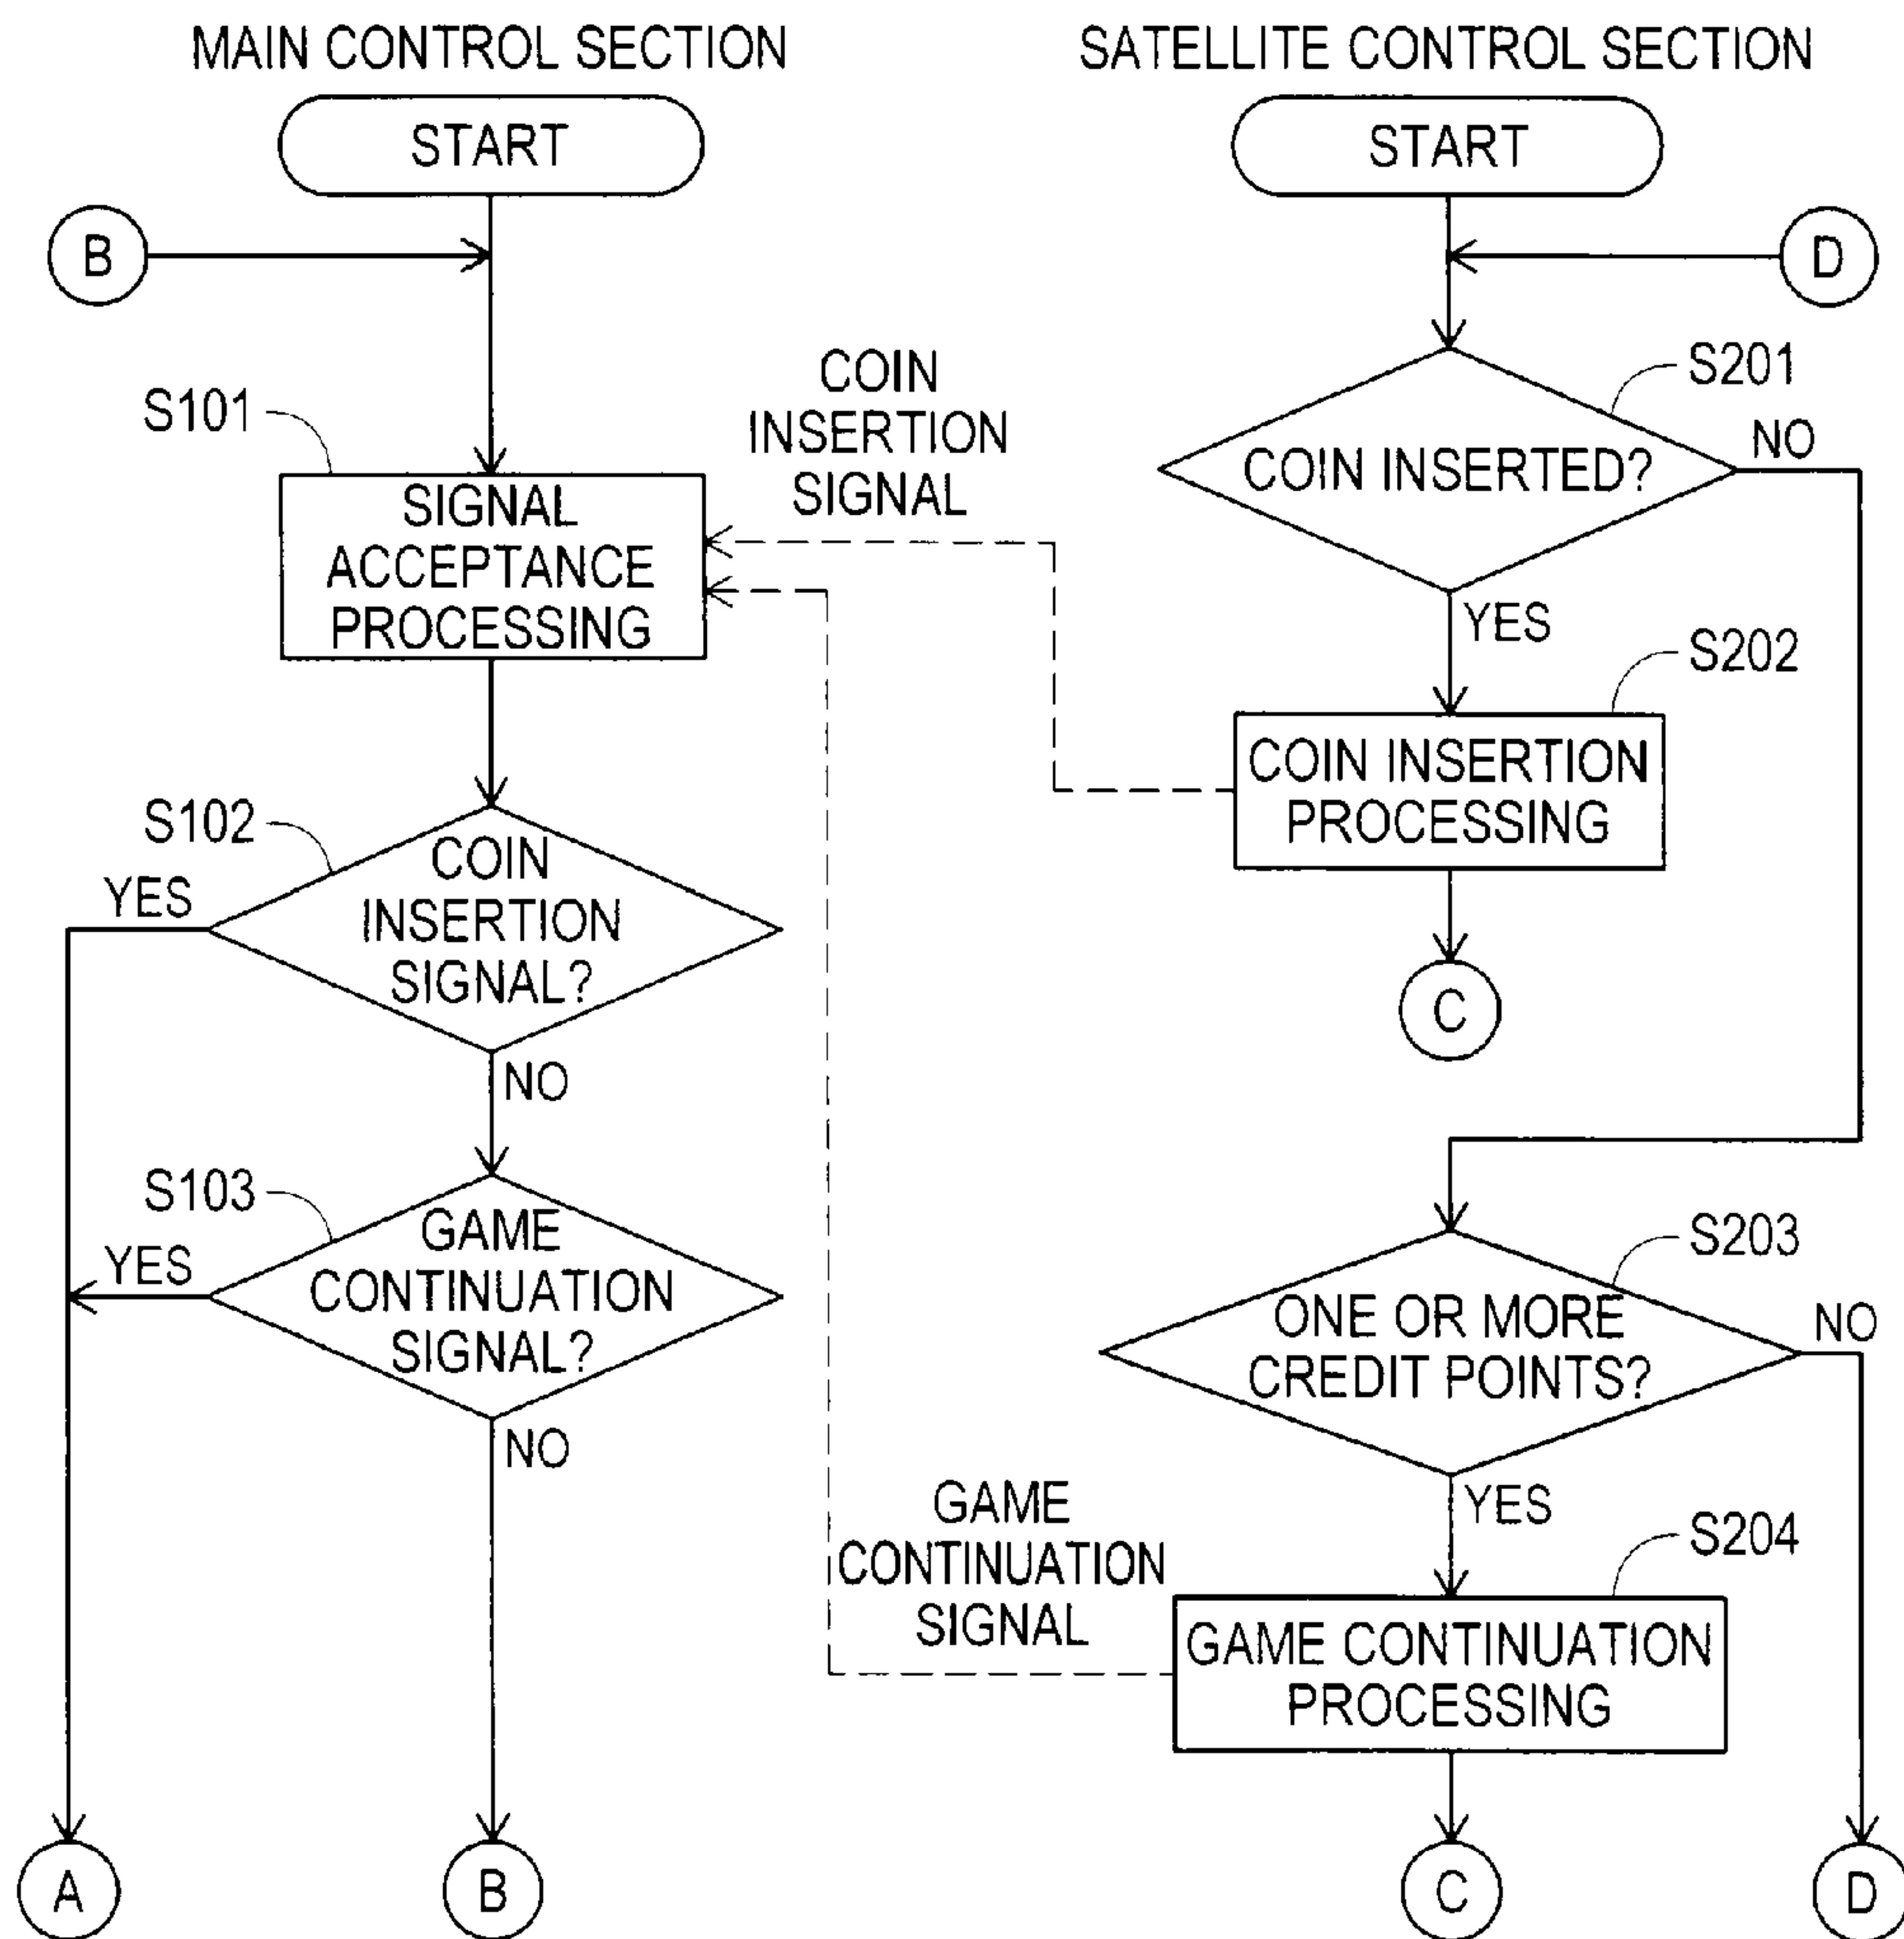 MAIN CONTROL SECTION
START
B
S101
SIGNAL
ACCEPTANCE
PROCESSING
S102
COIN
INSERTION
SIGNAL?
YES
NO
S103
GAME
CONTINUATION
SIGNAL?
YES
NO
A
B
COIN
INSERTION
SIGNAL
GAME
CONTINUATION
SIGNAL
SATELLITE CONTROL SECTION
START
D
S201
COIN INSERTED?
NO
YES
S202
COIN INSERTION
PROCESSING
C
S203
ONE OR MORE
CREDIT POINTS?
NO
YES
S204
GAME CONTINUATION
PROCESSING
C
D